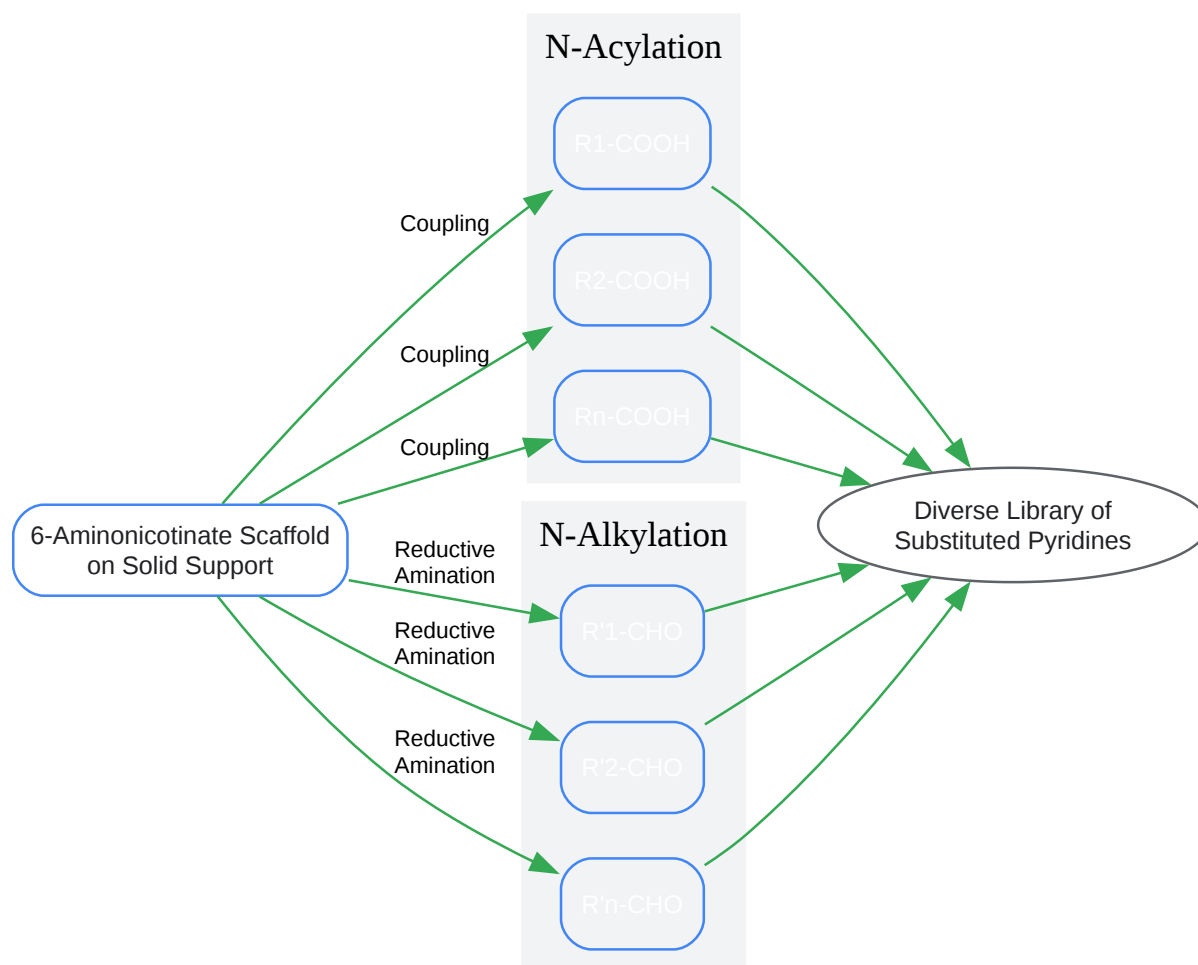 N-Acylation
R1-COOH
Coupling
R2-COOH
Coupling
Rn-COOH
Coupling
6-Aminonicotinate Scaffold
on Solid Support
Diverse Library of
Substituted Pyridines
N-Alkylation
Reductive
Amination
R'1-CHO
Reductive
Amination
R'2-CHO
Reductive
Amination
R'n-CHO